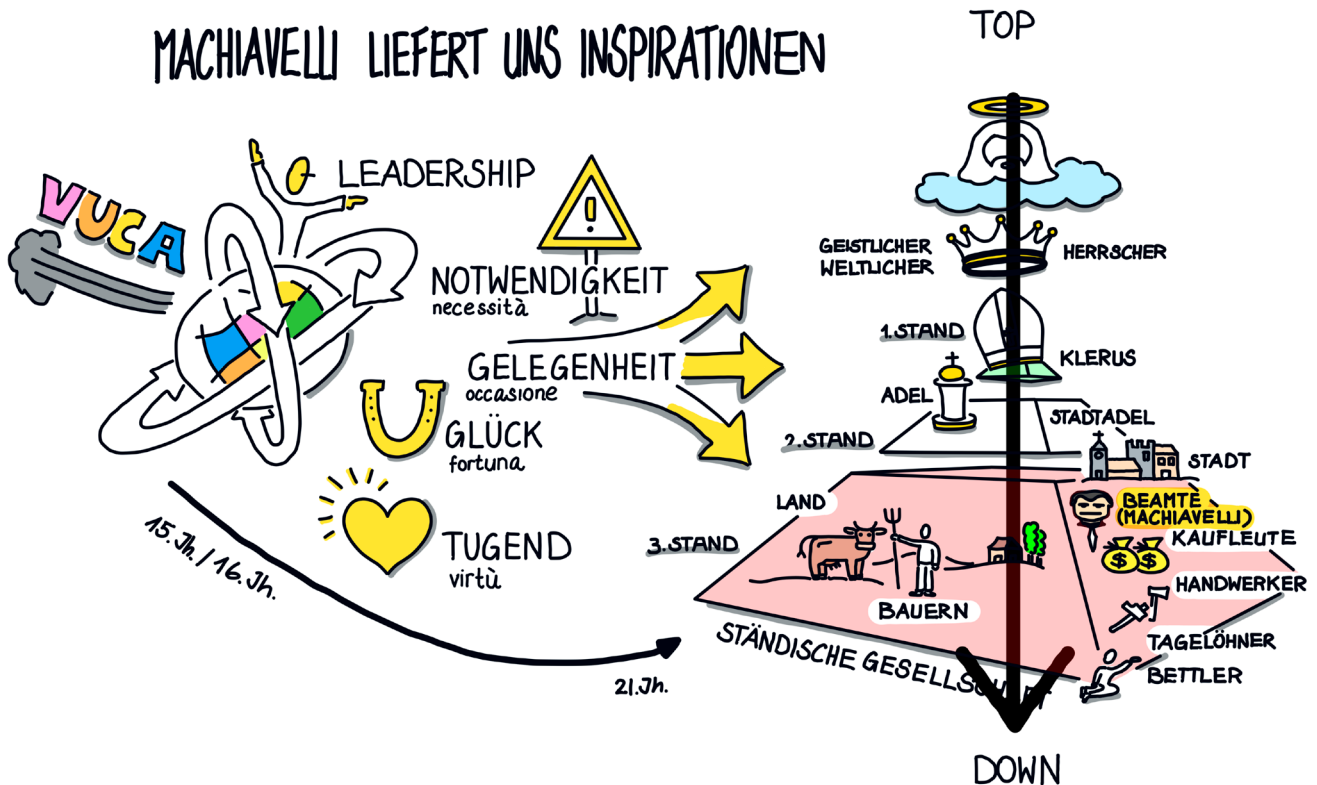 MACHIAVELLI LIEFERT UNS INSPIRATIONEN
VUCA
LEADERSHIP
NOTWENDIGKEIT
necessità
GELEGENHEIT
occasione
GLÜCK
fortuna
TUGEND
virtù
15. Jh. / 16. Jh.
21. Jh.
TOP
GEISTLICHER
WELTLICHER
HERRSCHER
1. STAND
KLERUS
ADEL
2. STAND
STADTADEL
STADT
LAND
BEAMTE
(MACHIAVELLI)
KAUFLEUTE
3. STAND
HANDWERKER
BAUERN
TAGELÖHNER
BETTLER
STÄNDISCHE GESELLSCHAFT
$ $
DOWN